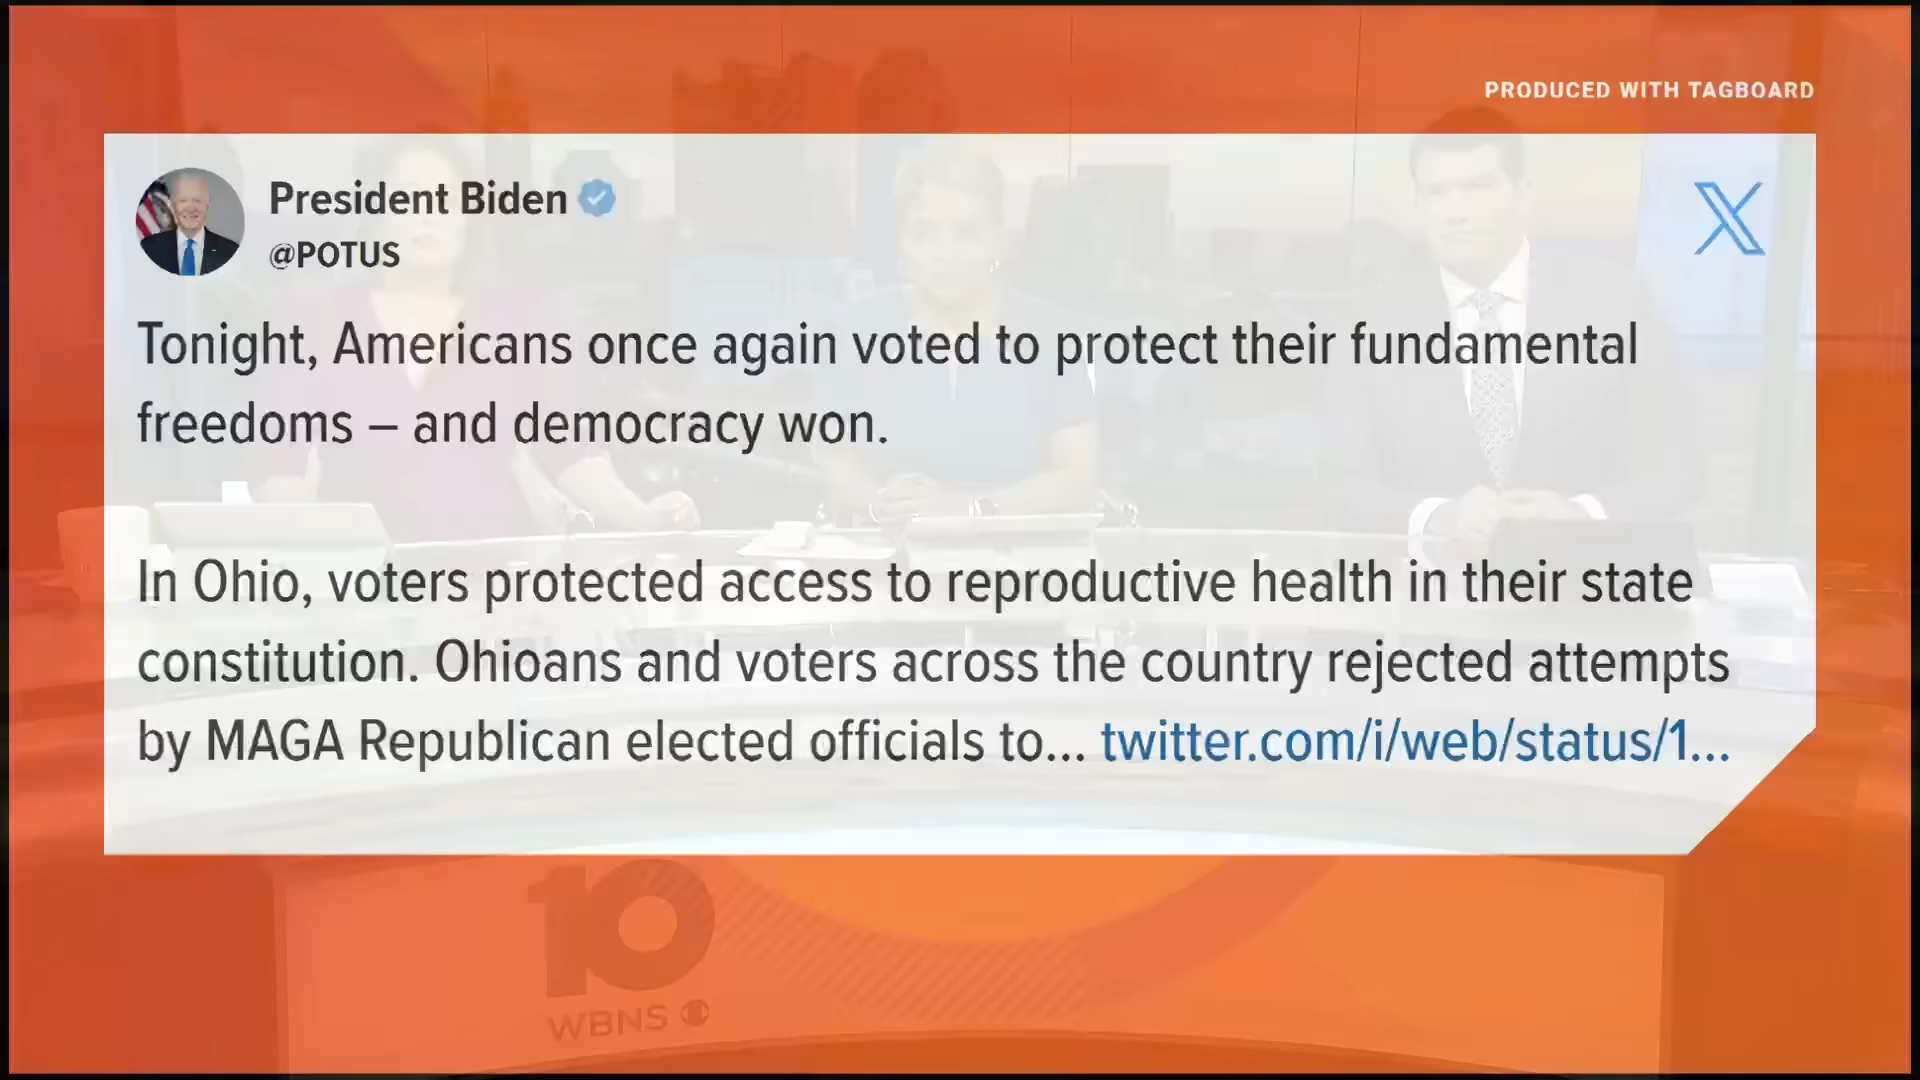 PRODUCED WITH TAGBOARD
President Biden
@POTUS
Tonight, Americans once again voted to protect their fundamental
freedoms – and democracy won.
In Ohio, voters protected access to reproductive health in their state
constitution. Ohioans and voters across the country rejected attempts
by MAGA Republican elected officials to... twitter.com/i/web/status/1...
10
WBNS